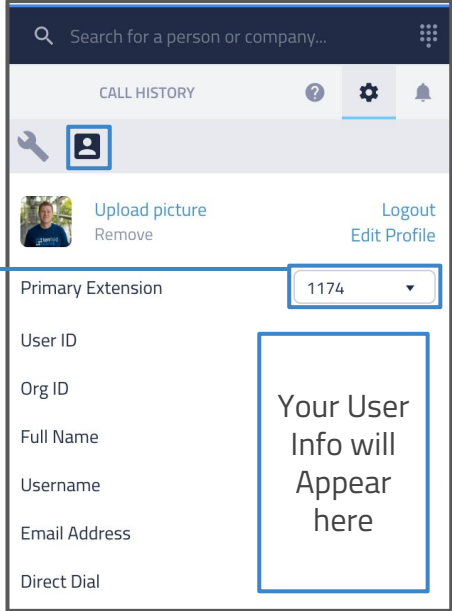 Search for a person or company...
CALL HISTORY
Upload picture
Logout
Remove
Edit Profile
Primary Extension
1174
User ID
Org ID
Full Name
Username
Email Address
Direct Dial
Your User
Info will
Appear
here